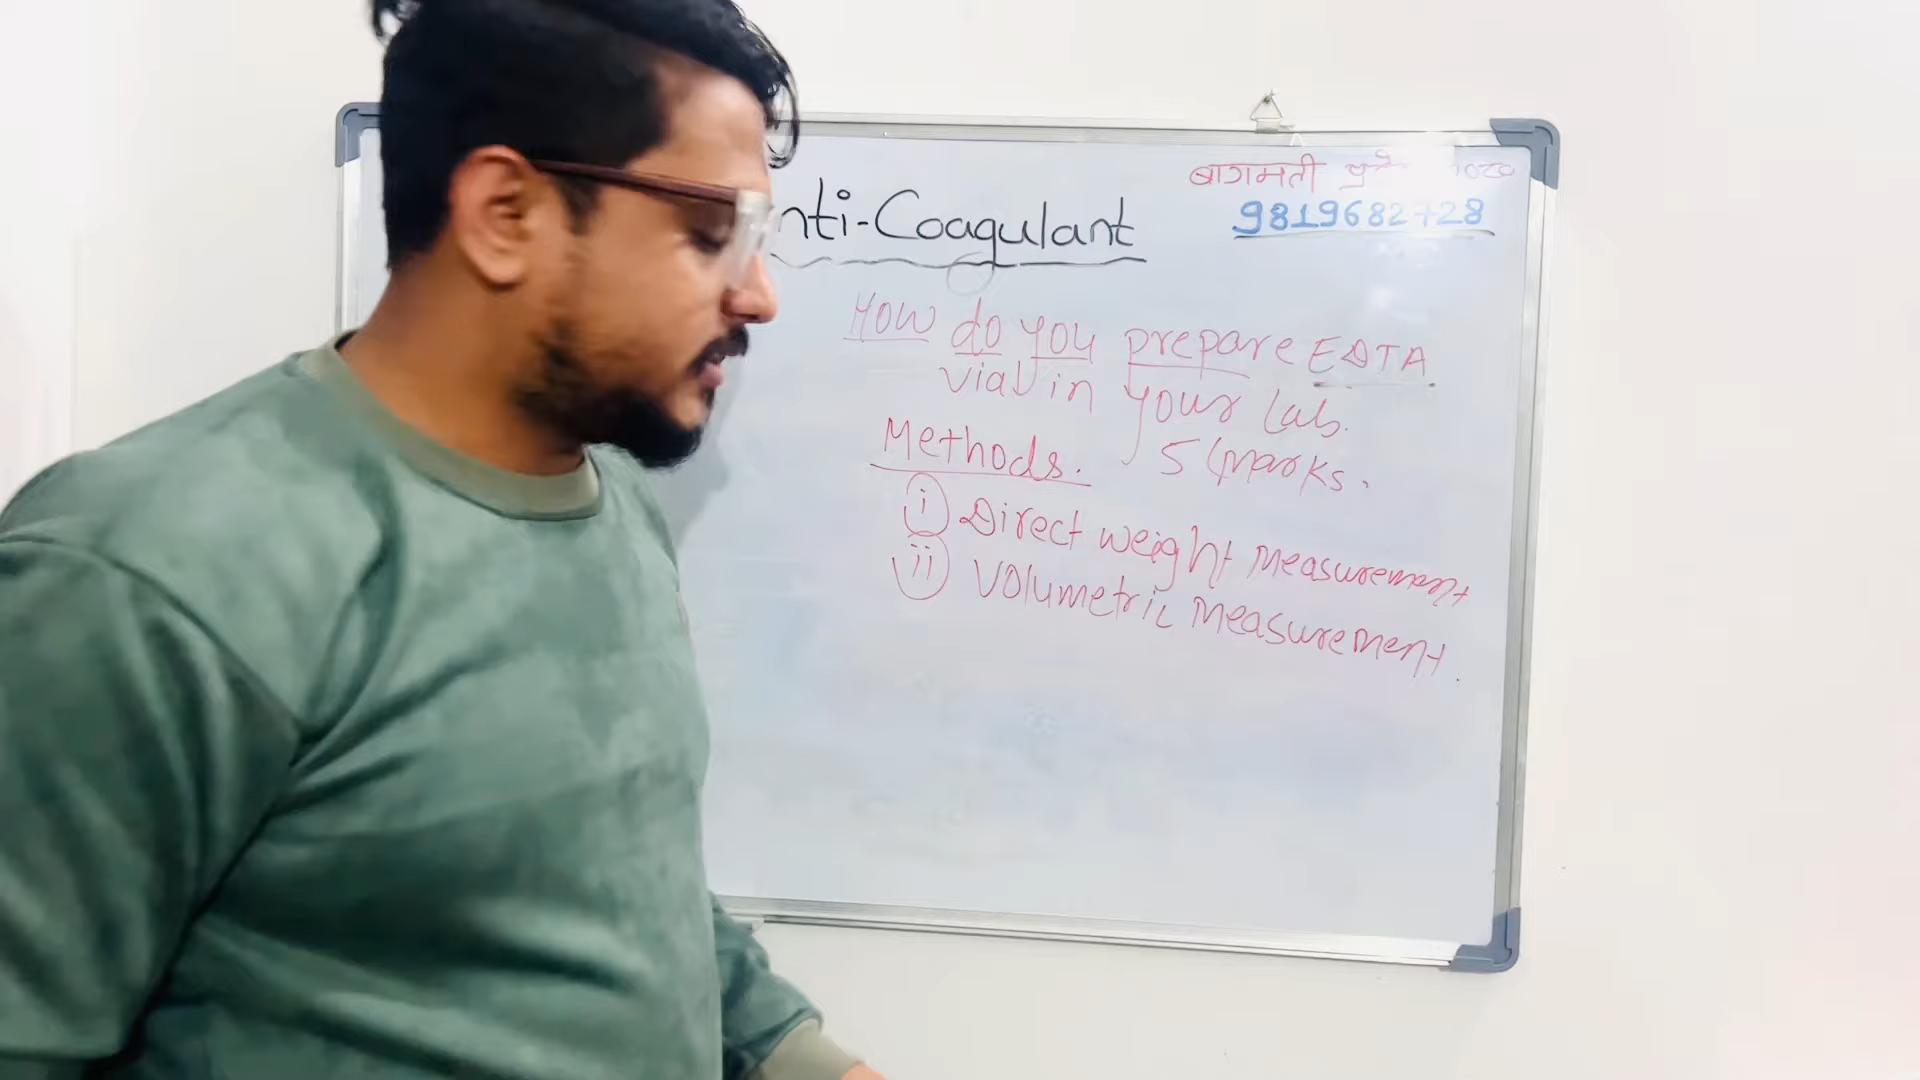 बागमती
nti-Coagulant
HOW do you prepare EDTA
vial in your Lab.
5 marks.
Methods.
i Direct weight Measurement
ii Volumetric Measurement.